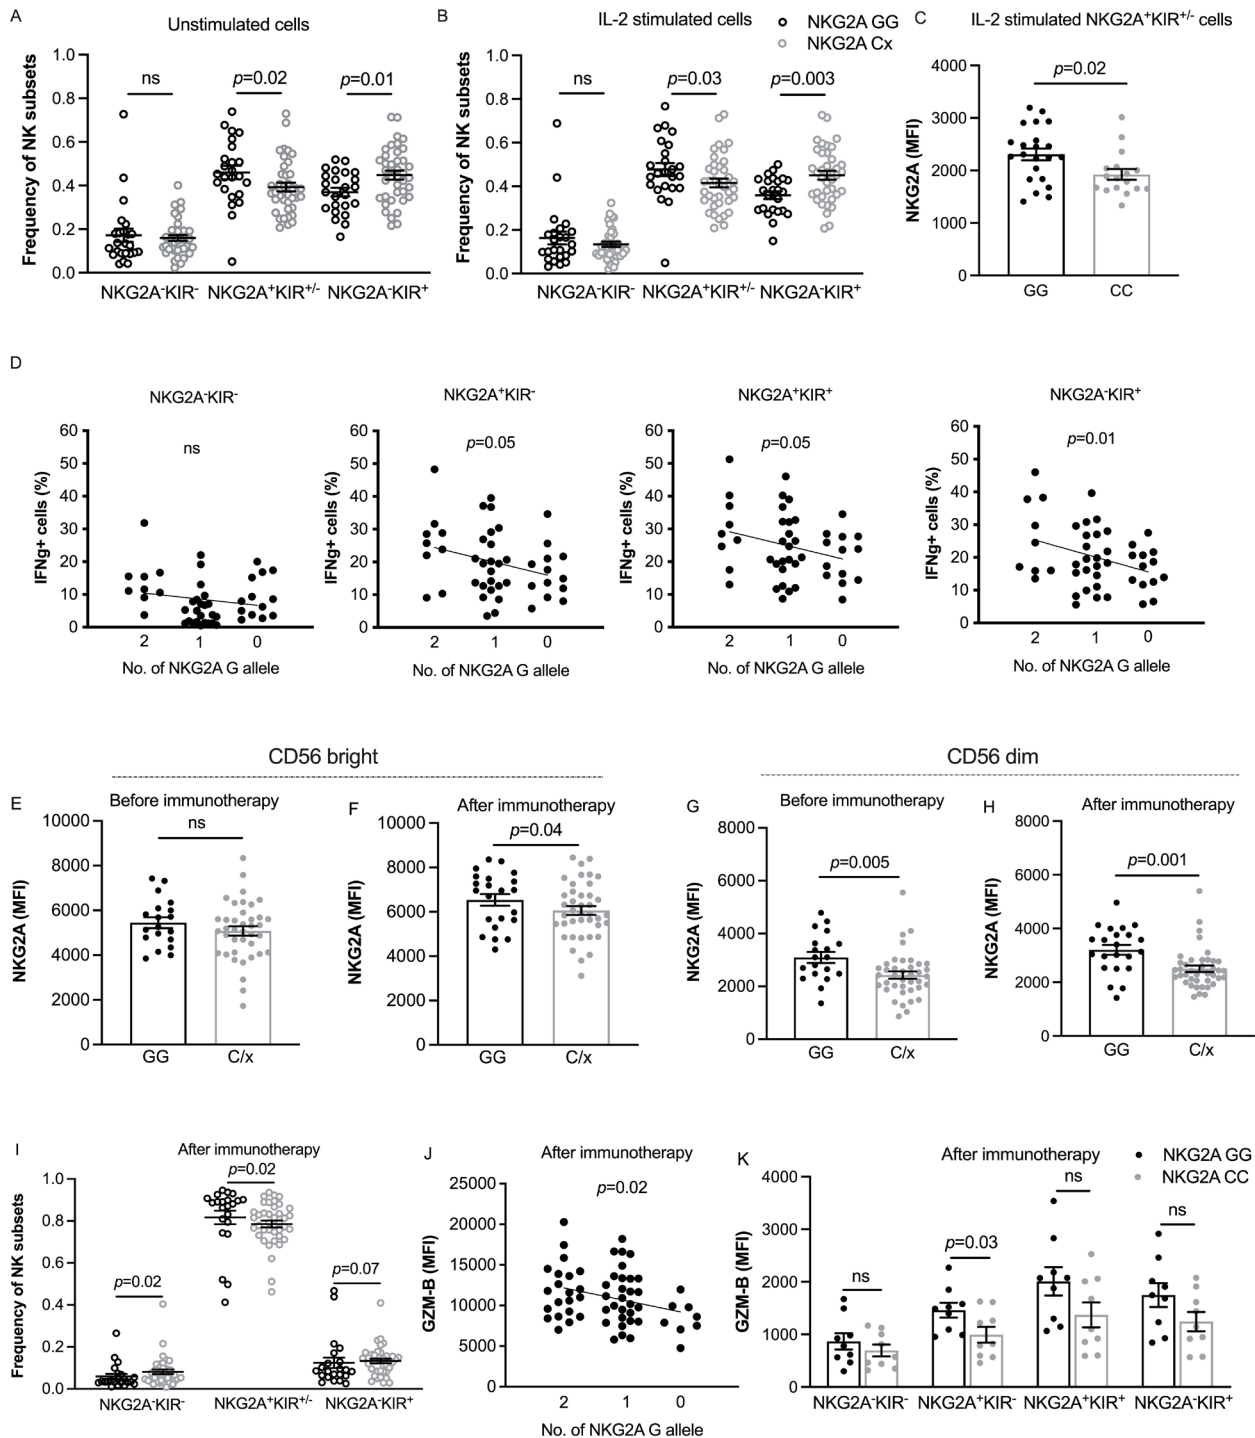 A
Unstimulated cells
Frequency of NK subsets
1.0
0.8
0.6
0.4
0.2
0.0
ns
p=0.02
p=0.01
NKG2A-KIR-
NKG2A+KIR+/-
NKG2A-KIR+
B
IL-2 stimulated cells
NKG2A GG
NKG2A Cx
Frequency of NK subsets
1.0
0.8
0.6
0.4
0.2
0.0
ns
p=0.03
p=0.003
NKG2A-KIR-
NKG2A+KIR+/-
NKG2A-KIR+
C
IL-2 stimulated NKG2A+KIR+/- cells
NKG2A (MFI)
4000
3000
2000
1000
0
p=0.02
GG
CC
D
NKG2A-KIR-
IFNg+ cells (%)
60
50
40
30
20
10
0
ns
2
1
0
No. of NKG2A G allele
NKG2A+KIR-
IFNg+ cells (%)
60
50
40
30
20
10
0
p=0.05
2
1
0
No. of NKG2A G allele
NKG2A+KIR+
IFNg+ cells (%)
60
50
40
30
20
10
0
p=0.05
2
1
0
No. of NKG2A G allele
NKG2A-KIR+
IFNg+ cells (%)
60
50
40
30
20
10
0
p=0.01
2
1
0
No. of NKG2A G allele
CD56 bright
CD56 dim
E
Before immunotherapy
NKG2A (MFI)
10000
8000
6000
4000
2000
0
ns
GG
C/x
F
After immunotherapy
NKG2A (MFI)
10000
8000
6000
4000
2000
0
p=0.04
GG
C/x
G
Before immunotherapy
NKG2A (MFI)
8000
6000
4000
2000
0
p=0.005
GG
C/x
H
After immunotherapy
NKG2A (MFI)
8000
6000
4000
2000
0
p=0.001
GG
C/x
I
After immunotherapy
Frequency of NK subsets
1.0
0.8
0.6
0.4
0.2
0.0
p=0.02
p=0.02
p=0.07
NKG2A-KIR-
NKG2A+KIR+/-
NKG2A-KIR+
J
After immunotherapy
GZM-B (MFI)
25000
20000
15000
10000
5000
0
p=0.02
2
1
0
No. of NKG2A G allele
K
After immunotherapy
NKG2A GG
NKG2A CC
GZM-B (MFI)
4000
3000
2000
1000
0
ns
p=0.03
ns
ns
NKG2A-KIR-
NKG2A+KIR-
NKG2A+KIR+
NKG2A-KIR+